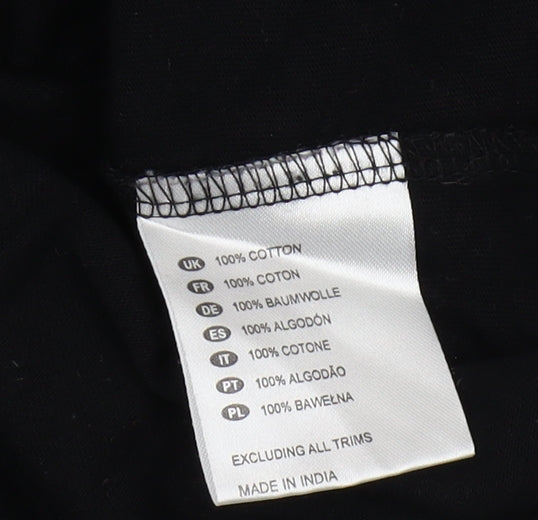 UK 100% COTTON
FR 100% COTON
DE 100% BAUMWOLLE
ES 100% ALGODÓN
IT 100% COTONE
PT 100% ALGODÃO
PL 100% BAWEŁNA
EXCLUDING ALL TRIMS
MADE IN INDIA